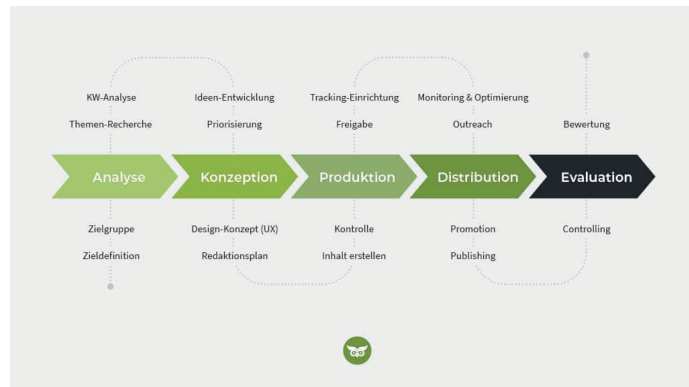 KW-Analyse
Ideen-Entwicklung
Tracking-Einrichtung
Monitoring & Optimierung
Themen-Recherche
Priorisierung
Freigabe
Outreach
Bewertung
Analyse
Konzeption
Produktion
Distribution
Evaluation
Zielgruppe
Design-Konzept (UX)
Kontrolle
Promotion
Controlling
Zieldefinition
Redaktionsplan
Inhalt erstellen
Publishing